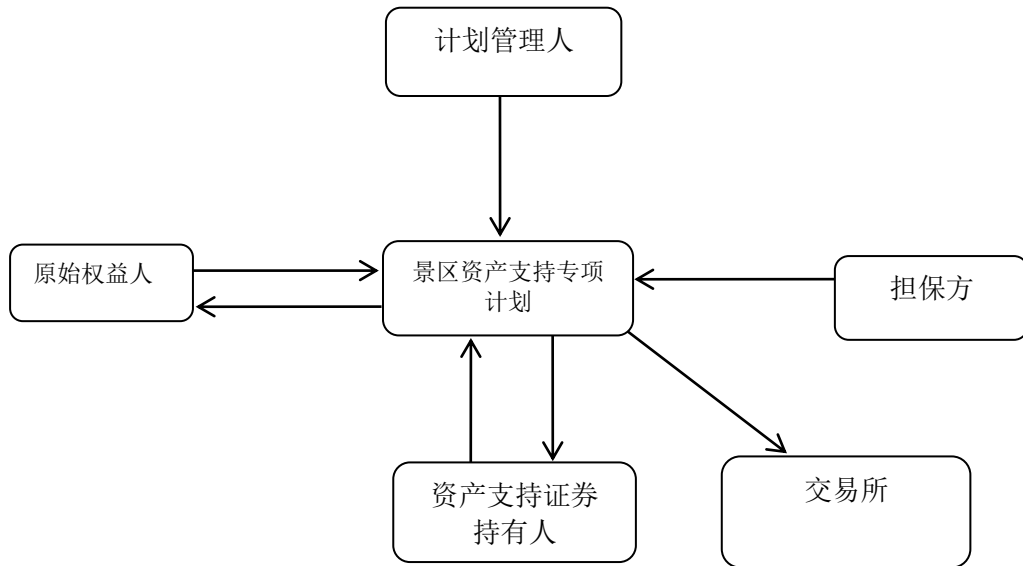 计划管理人
原始权益人
景区资产支持专项
计划
担保方
资产支持证券
持有人
交易所